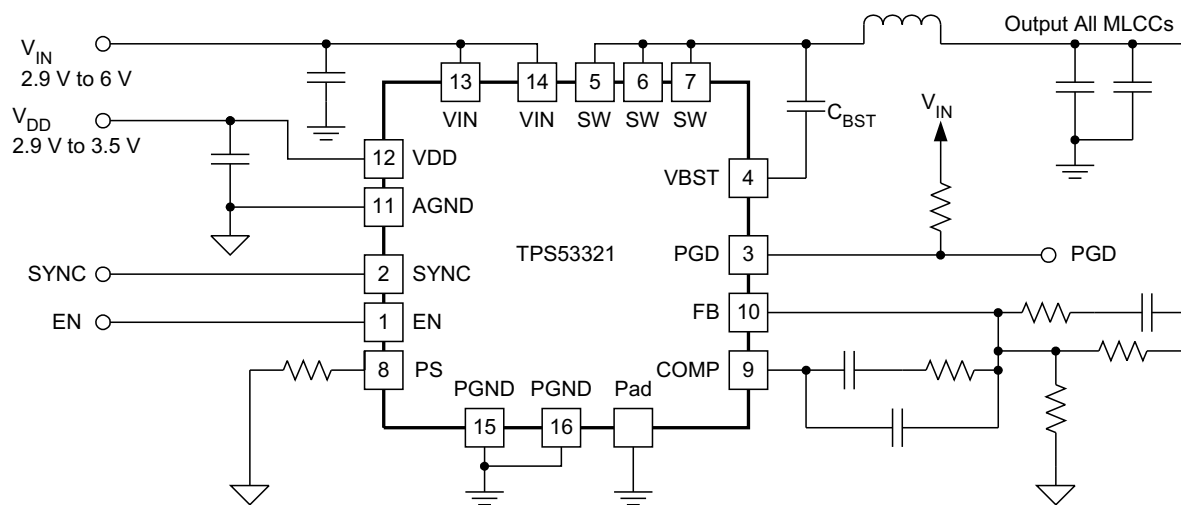 Output All MLCCs
V_IN
2.9 V to 6 V
13 14 5 6 7
VIN VIN SW SW SW
C_BST
V_IN
V_DD
2.9 V to 3.5 V
12 VDD
VBST 4
11 AGND
TPS53321
PGD 3 PGD
SYNC 2 SYNC
FB 10
EN 1 EN
8 PS
COMP 9
PGND PGND Pad
15 16